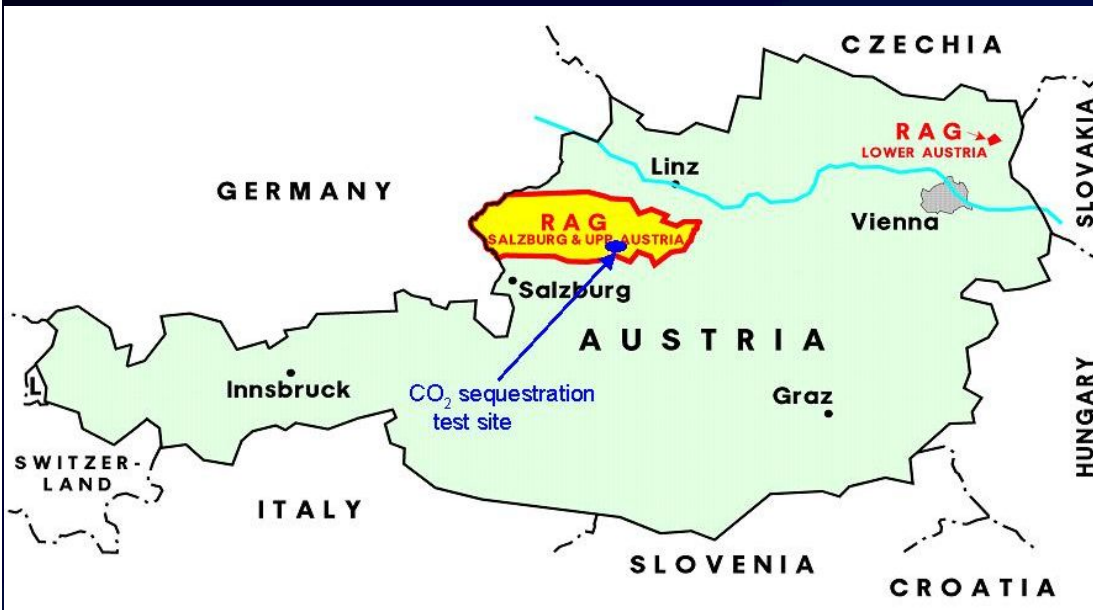 CZECHIA
SLOVAKIA
RAG
LOWER AUSTRIA
Linz
GERMANY
Vienna
RAG
SALZBURG & UPP. AUSTRIA
Salzburg
AUSTRIA
L
Innsbruck
CO₂ sequestration
test site
Graz
HUNGARY
SWITZER-
LAND
ITALY
SLOVENIA
CROATIA